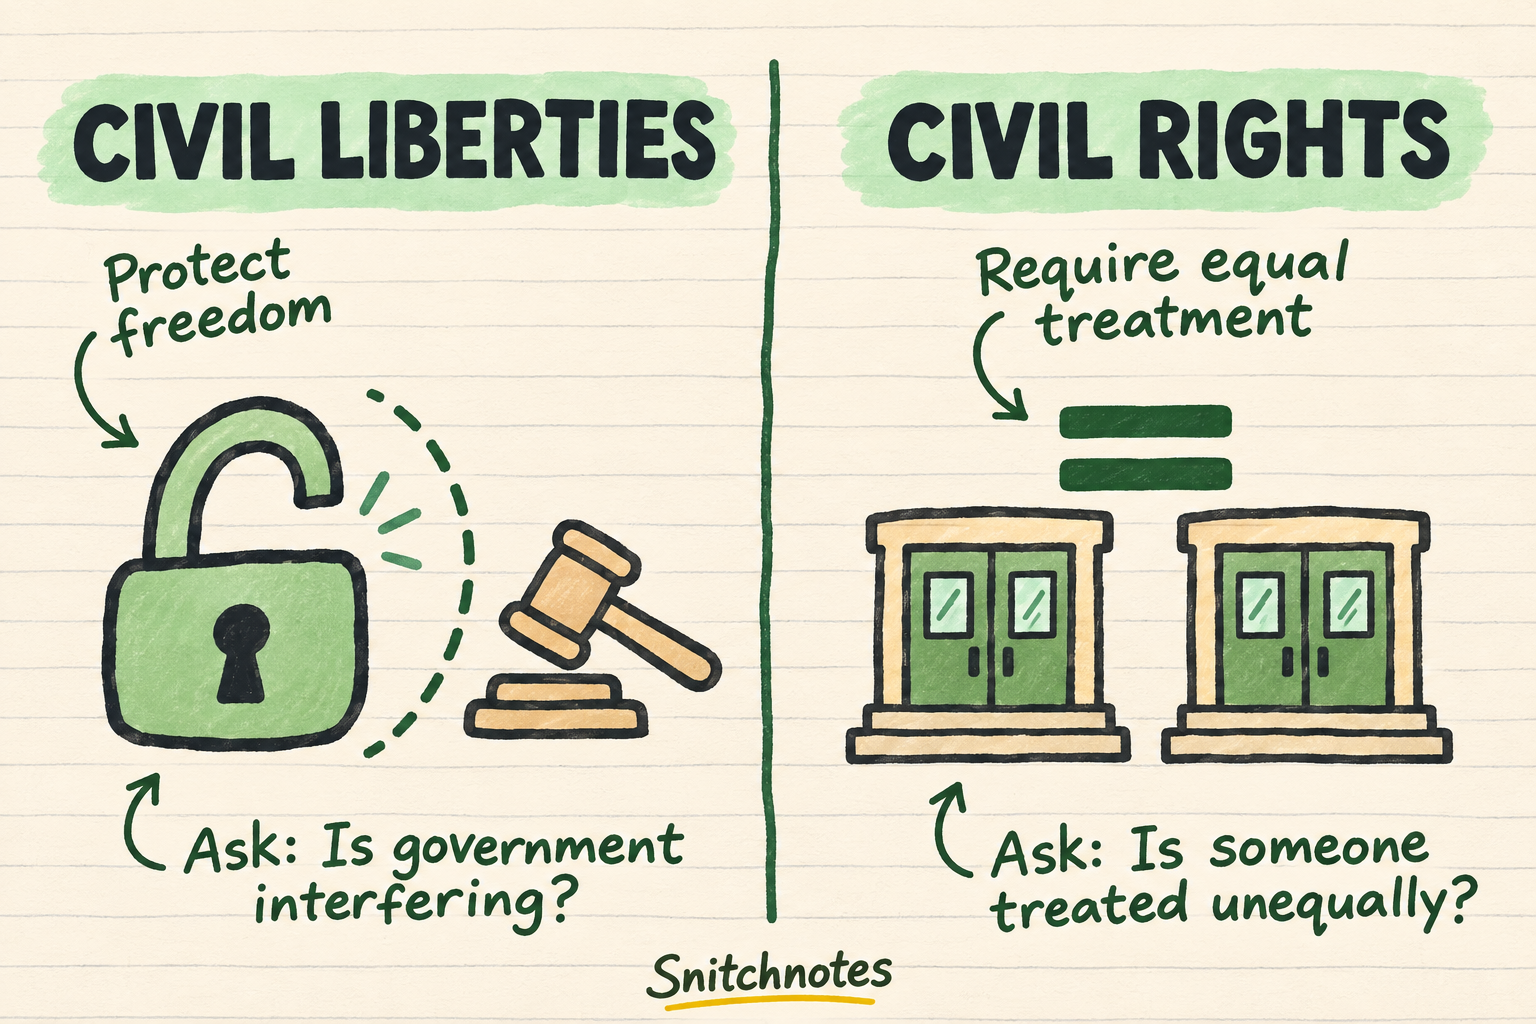 CIVIL LIBERTIES
Protect
freedom
Ask: Is government
interfering?
CIVIL RIGHTS
Require equal
treatment
Ask: Is someone
treated unequally?
Snitchnotes